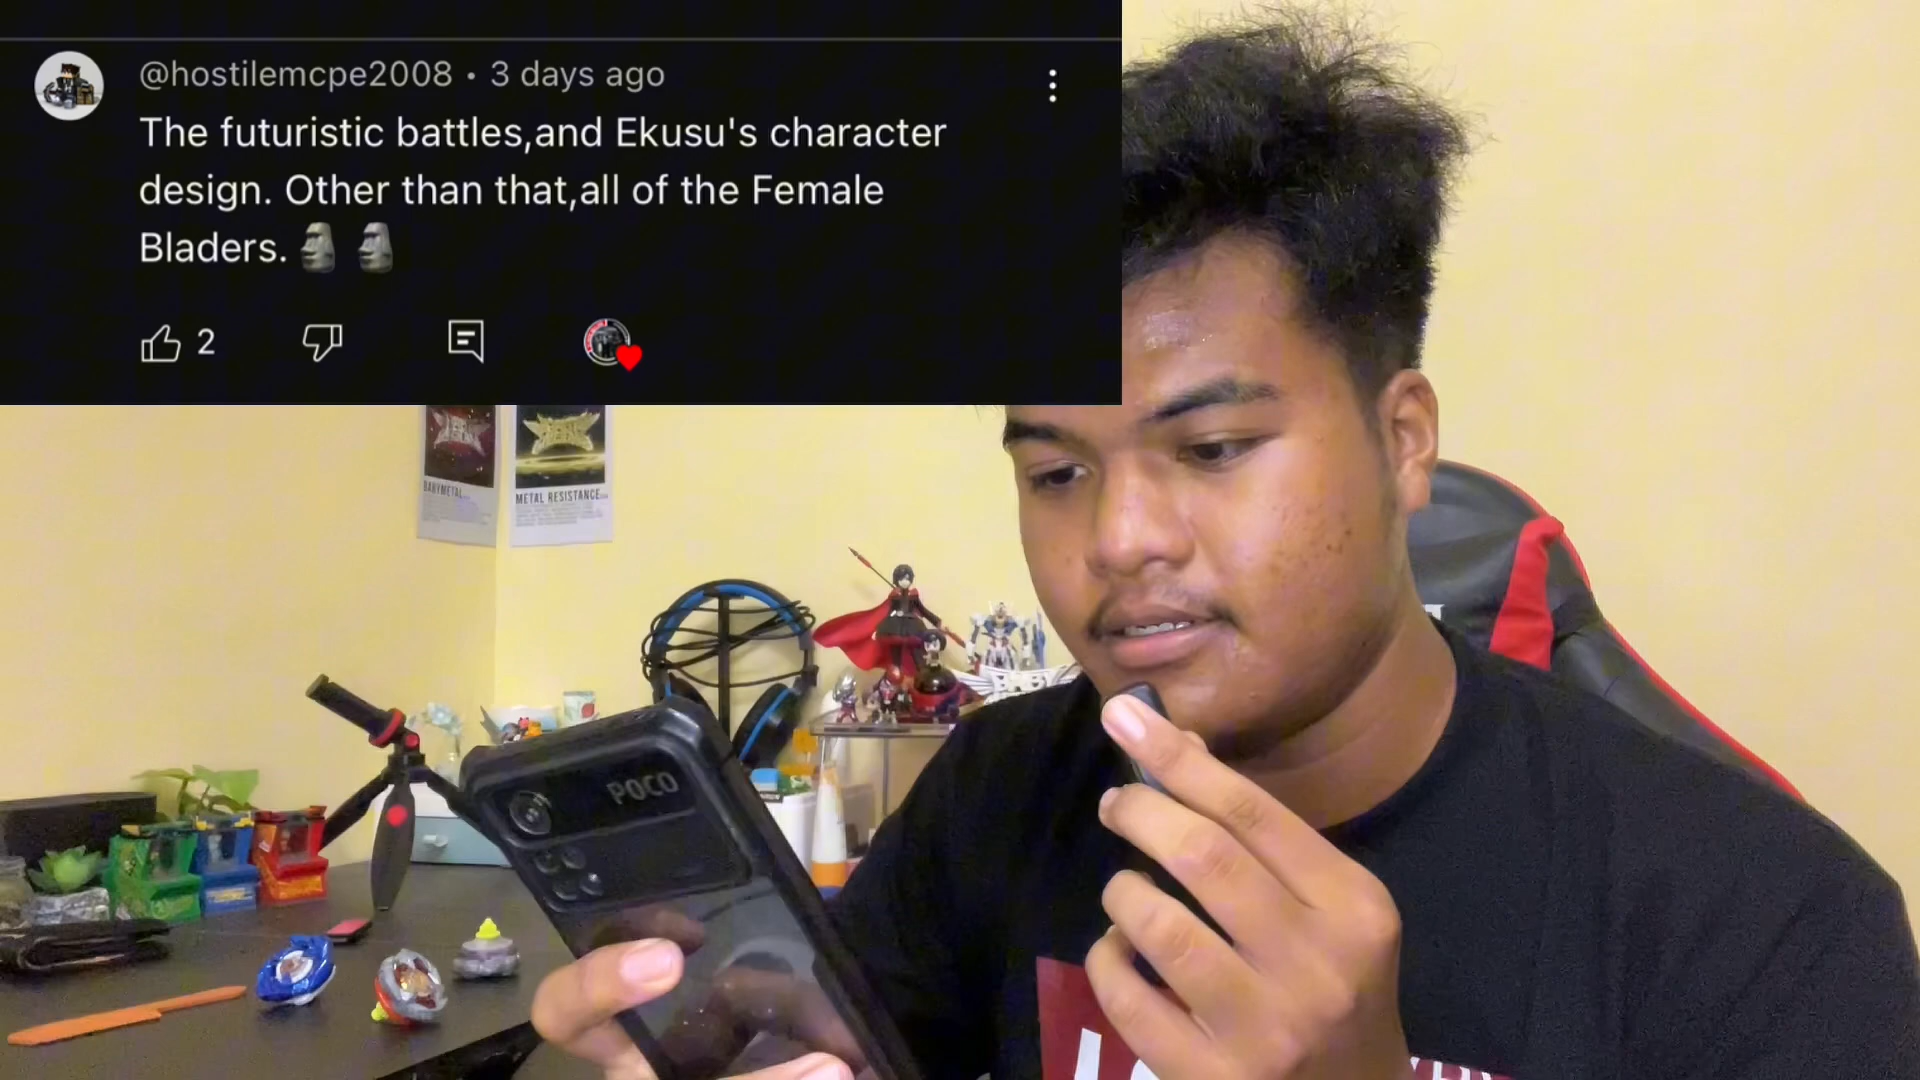 @hostilemcpe2008 • 3 days ago
The futuristic battles,and Ekusu's character
design. Other than that,all of the Female
Bladers. 🗿 🗿
2
BABYMETAL
METAL RESISTANCE
POCO